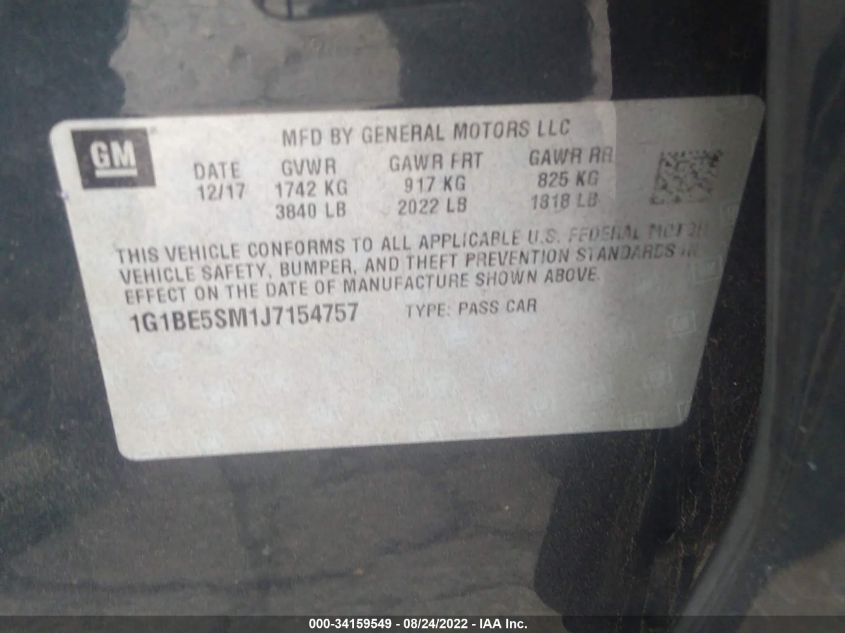 GM
MFD BY GENERAL MOTORS LLC
DATE GVWR GAWR FRT GAWR RR
12/17 1742 KG 917 KG 825 KG
3840 LB 2022 LB 1818 LB
THIS VEHICLE CONFORMS TO ALL APPLICABLE U.S. FEDERAL MOTOR
VEHICLE SAFETY, BUMPER, AND THEFT PREVENTION STANDARDS IN
EFFECT ON THE DATE OF MANUFACTURE SHOWN ABOVE.
1G1BE5SM1J7154757 TYPE: PASS CAR
000-34159549 - 08/24/2022 - IAA Inc.